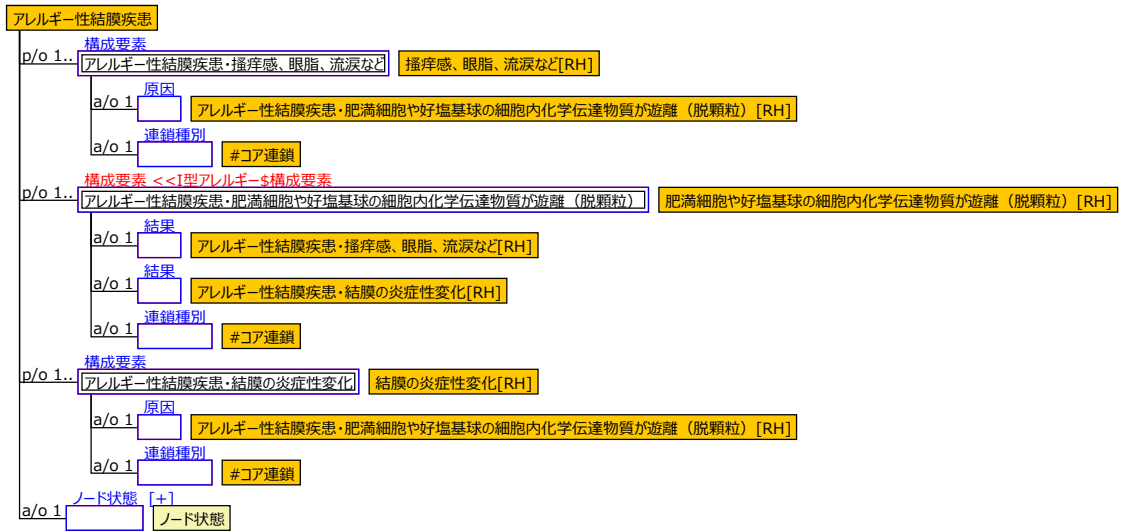 アレルギー性結膜疾患
構成要素
p/o 1.. アレルギー性結膜疾患・搔痒感、眼脂、流涙など 搔痒感、眼脂、流涙など[RH]
原因
a/o 1 アレルギー性結膜疾患・肥満細胞や好塩基球の細胞内化学伝達物質が遊離（脱顆粒）[RH]
連鎖種別
a/o 1 #コア連鎖
構成要素 <<I型アレルギー$構成要素
p/o 1.. アレルギー性結膜疾患・肥満細胞や好塩基球の細胞内化学伝達物質が遊離（脱顆粒） 肥満細胞や好塩基球の細胞内化学伝達物質が遊離（脱顆粒）[RH]
結果
a/o 1 アレルギー性結膜疾患・搔痒感、眼脂、流涙など[RH]
結果
a/o 1 アレルギー性結膜疾患・結膜の炎症性変化[RH]
連鎖種別
a/o 1 #コア連鎖
構成要素
p/o 1.. アレルギー性結膜疾患・結膜の炎症性変化 結膜の炎症性変化[RH]
原因
a/o 1 アレルギー性結膜疾患・肥満細胞や好塩基球の細胞内化学伝達物質が遊離（脱顆粒）[RH]
連鎖種別
a/o 1 #コア連鎖
ノード状態 [+]
a/o 1 ノード状態